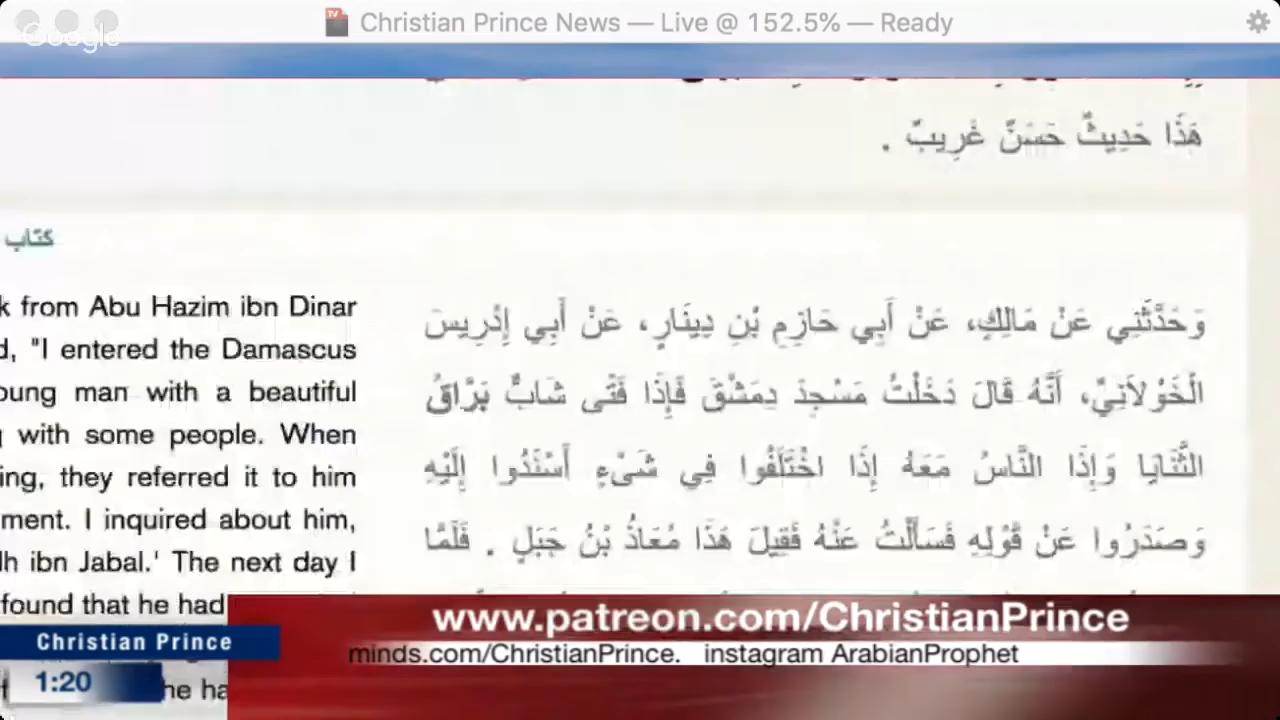 Christian Prince News — Live @ 152.5% — Ready
Google
هَذَا حَدِيثٌ حَسَنٌ غَرِيبٌ .
كتاب
k from Abu Hazim ibn Dinar
d, "I entered the Damascus
oung man with a beautiful
with some people. When
ing, they referred it to him
ment. I inquired about him,
dh ibn Jabal.' The next day I
found that he had
he ha
وَحَدَّثَنِي عَنْ مَالِكٍ، عَنْ أَبِي حَازِمِ بْنِ دِينَارٍ، عَنْ أَبِي إِدْرِيسَ
الْخَوْلاَنِيِّ، أَنَّهُ قَالَ دَخَلْتُ مَسْجِدَ دِمَشْقَ فَإِذَا فَتًى شَابٌّ بَرَّاقُ
الثَّنَايَا وَإِذَا النَّاسُ مَعَهُ إِذَا اخْتَلَفُوا فِي شَىْءٍ أَسْنَدُوا إِلَيْهِ
وَصَدَرُوا عَنْ قَوْلِهِ فَسَأَلْتُ عَنْهُ فَقِيلَ هَذَا مُعَاذُ بْنُ جَبَلٍ . فَلَمَّا
www.patreon.com/ChristianPrince
Christian Prince
minds.com/ChristianPrince. instagram ArabianProphet
1:20